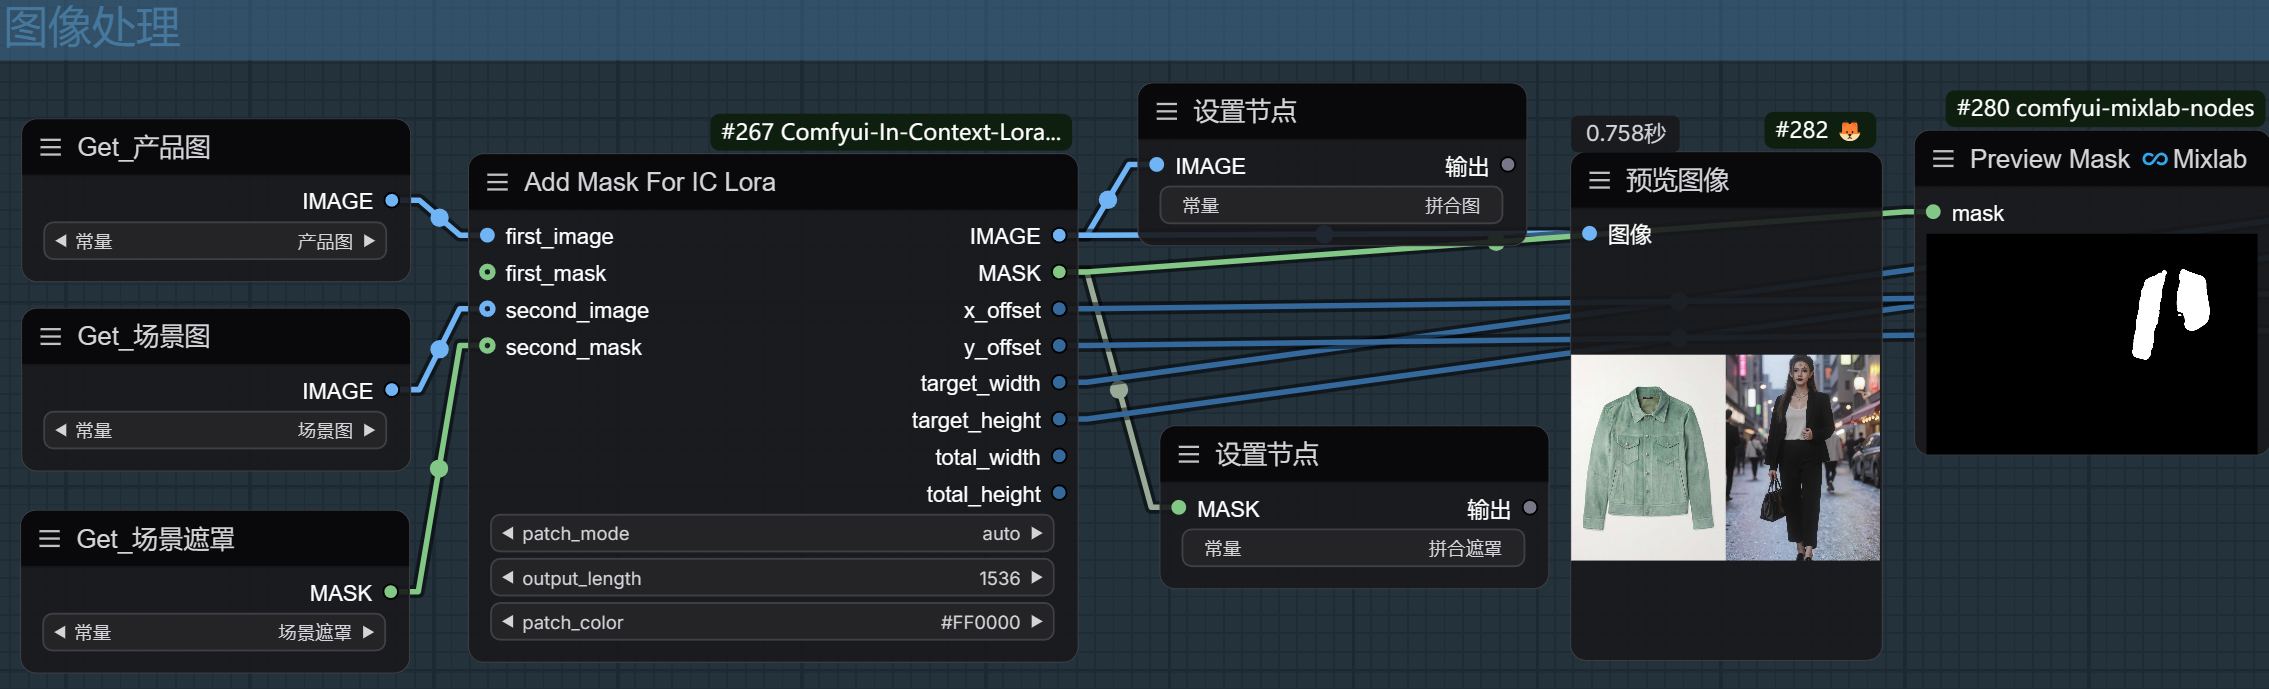 图像处理
Get_产品图
IMAGE
常量 产品图
Get_场景图
IMAGE
常量 场景图
Get_场景遮罩
MASK
常量 场景遮罩
#267 Comfyui-In-Context-Lora...
Add Mask For IC Lora
first_image IMAGE
first_mask MASK
second_image x_offset
second_mask y_offset
target_width
target_height
total_width
total_height
patch_mode auto
output_length 1536
patch_color #FF0000
设置节点
IMAGE 输出
常量 拼合图
设置节点
MASK 输出
常量 拼合遮罩
0.758秒
#282 🦊
预览图像
图像
#280 comfyui-mixlab-nodes
Preview Mask ♾️Mixlab
mask